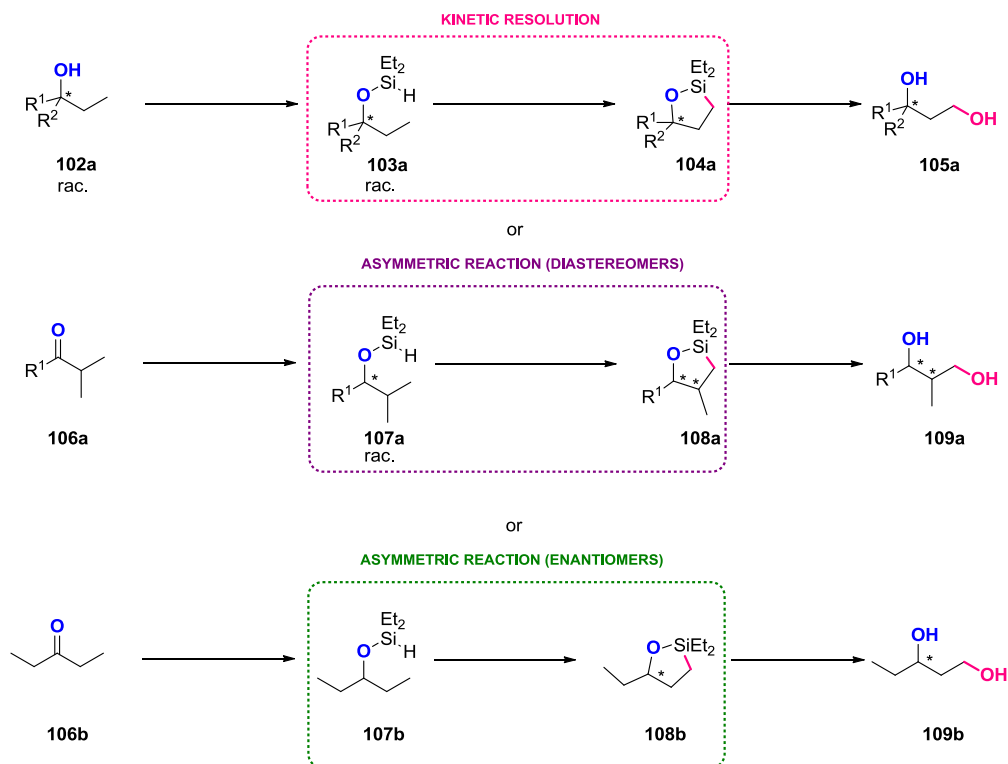 KINETIC RESOLUTION
OH
R1
R2
*
102a
rac.
Et2
Si
H
O
R1
R2
*
103a
rac.
Et2
Si
O
R1
R2
*
104a
OH
R1
R2
*
OH
105a
or
ASYMMETRIC REACTION (DIASTEREOMERS)
O
R1
106a
Et2
Si
H
O
R1
*
107a
rac.
Et2
Si
O
R1
* *
108a
OH
R1
* *
OH
109a
or
ASYMMETRIC REACTION (ENANTIOMERS)
O
106b
Et2
Si
H
O
107b
O
SiEt2
*
108b
OH
*
OH
109b